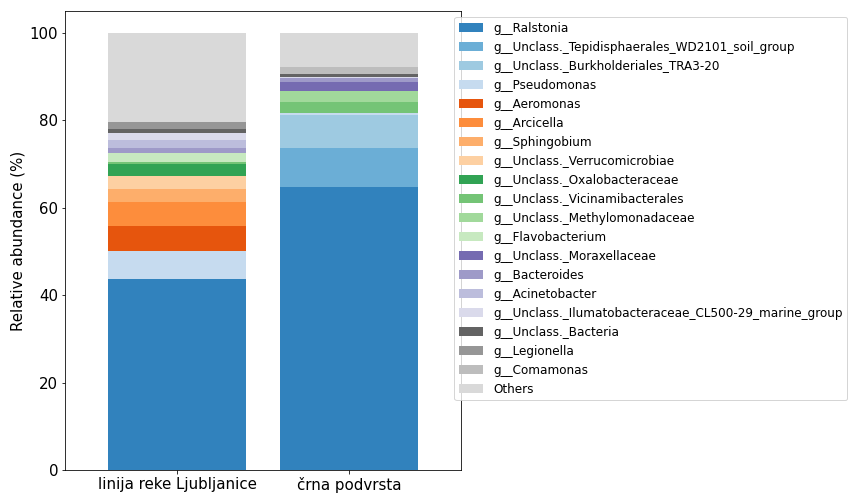 100
80
60
40
20
0
Relative abundance (%)
linija reke Ljubljanice
črna podvrsta
g__Ralstonia
g__Unclass._Tepidisphaerales_WD2101_soil_group
g__Unclass._Burkholderiales_TRA3-20
g__Pseudomonas
g__Aeromonas
g__Arcicella
g__Sphingobium
g__Unclass._Verrucomicrobiae
g__Unclass._Oxalobacteraceae
g__Unclass._Vicinamibacterales
g__Unclass._Methylomonadaceae
g__Flavobacterium
g__Unclass._Moraxellaceae
g__Bacteroides
g__Acinetobacter
g__Unclass._Ilumatobacteraceae_CL500-29_marine_group
g__Unclass._Bacteria
g__Legionella
g__Comamonas
Others